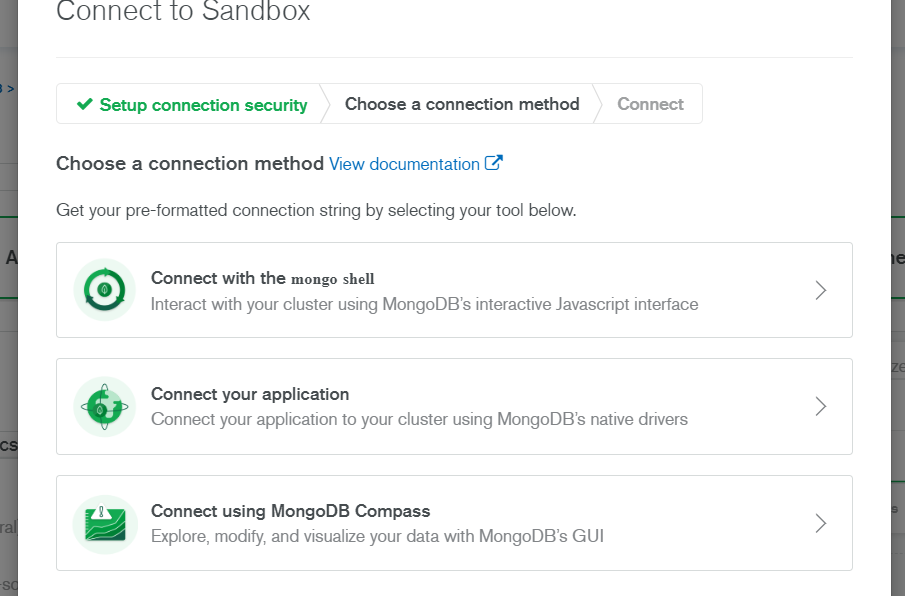 Connect to Sandbox
Setup connection security
Choose a connection method
Connect
Choose a connection method View documentation
Get your pre-formatted connection string by selecting your tool below.
Connect with the mongo shell
Interact with your cluster using MongoDB's interactive Javascript interface
Connect your application
Connect your application to your cluster using MongoDB's native drivers
Connect using MongoDB Compass
Explore, modify, and visualize your data with MongoDB's GUI